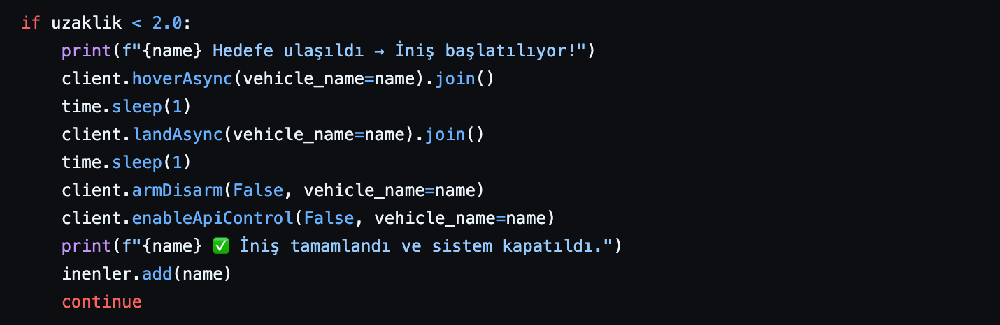 if uzaklik < 2.0:
    print(f"{name} Hedefe ulaşıldı → İniş başlatılıyor!")
    client.hoverAsync(vehicle_name=name).join()
    time.sleep(1)
    client.landAsync(vehicle_name=name).join()
    time.sleep(1)
    client.armDisarm(False, vehicle_name=name)
    client.enableApiControl(False, vehicle_name=name)
    print(f"{name} ✅ İniş tamamlandı ve sistem kapatıldı.")
    inenler.add(name)
    continue